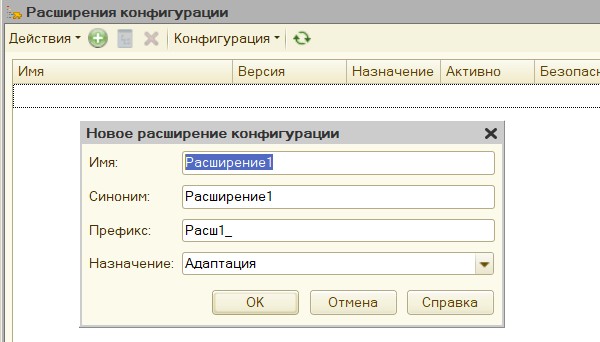 Расширения конфигурации
Действия Конфигурация
Имя Версия Назначение Активно Безопасн
Новое расширение конфигурации
Имя: Расширение1
Синоним: Расширение1
Префикс: Расш1_
Назначение: Адаптация
OK Отмена Справка